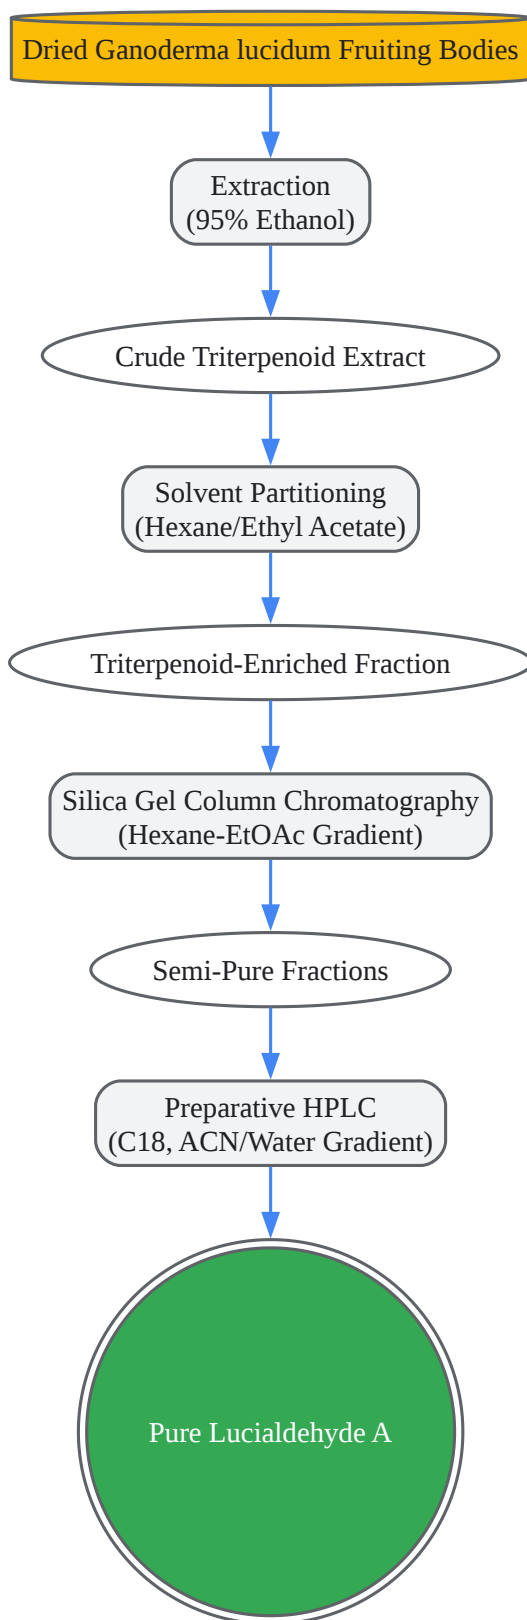 Dried Ganoderma lucidum Fruiting Bodies
Extraction
(95% Ethanol)
Crude Triterpenoid Extract
Solvent Partitioning
(Hexane/Ethyl Acetate)
Triterpenoid-Enriched Fraction
Silica Gel Column Chromatography
(Hexane-EtOAc Gradient)
Semi-Pure Fractions
Preparative HPLC
(C18, ACN/Water Gradient)
Pure Lucialdehyde A